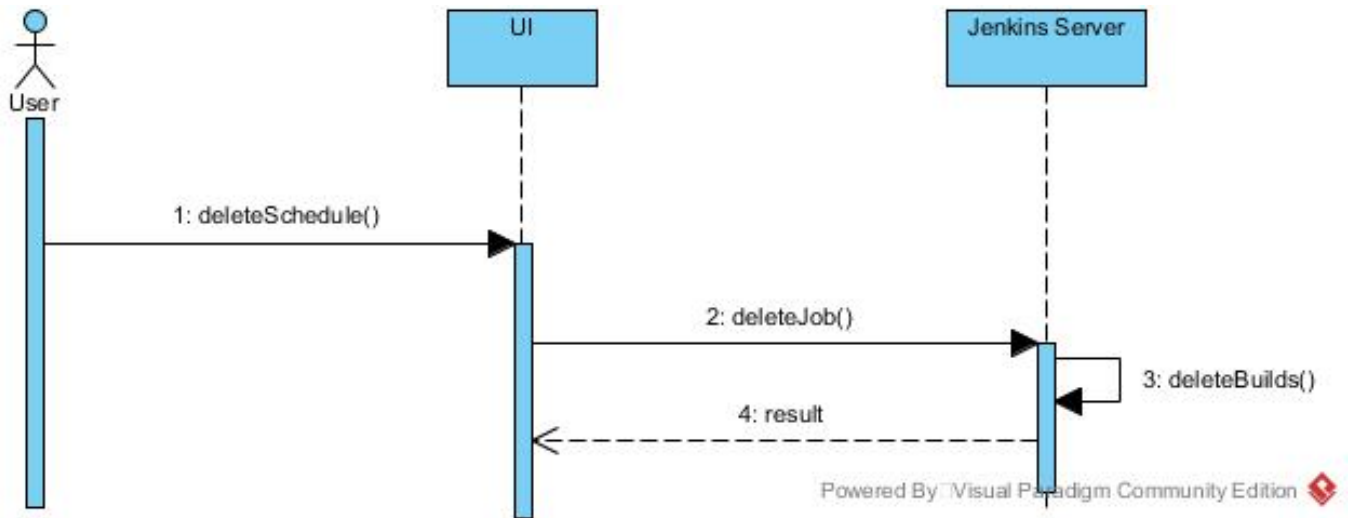 UI
Jenkins Server
User
1: deleteSchedule()
2: deleteJob()
3: deleteBuilds()
4: result
Powered By Visual Paradigm Community Edition